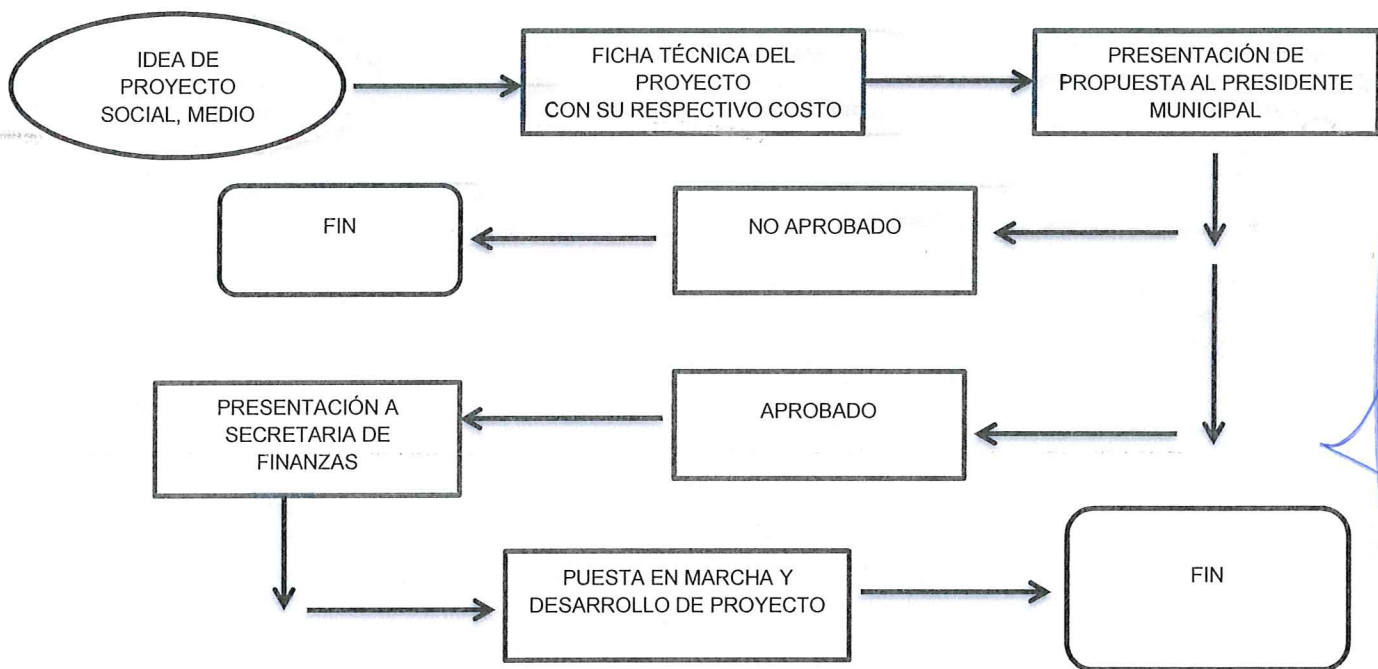 IDEA DE
PROYECTO
SOCIAL, MEDIO
FICHA TÉCNICA DEL
PROYECTO
CON SU RESPECTIVO COSTO
PRESENTACIÓN DE
PROPUESTA AL PRESIDENTE
MUNICIPAL
FIN
NO APROBADO
PRESENTACIÓN A
SECRETARIA DE
FINANZAS
APROBADO
PUESTA EN MARCHA Y
DESARROLLO DE PROYECTO
FIN